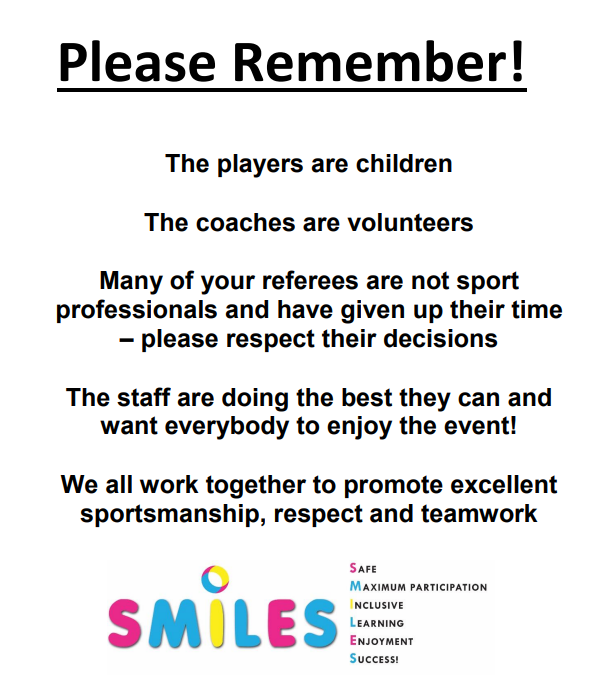 Please Remember!
The players are children
The coaches are volunteers
Many of your referees are not sport
professionals and have given up their time
– please respect their decisions
The staff are doing the best they can and
want everybody to enjoy the event!
We all work together to promote excellent
sportsmanship, respect and teamwork
SMiLES
SAFE
MAXIMUM PARTICIPATION
INCLUSIVE
LEARNING
ENJOYMENT
SUCCESS!